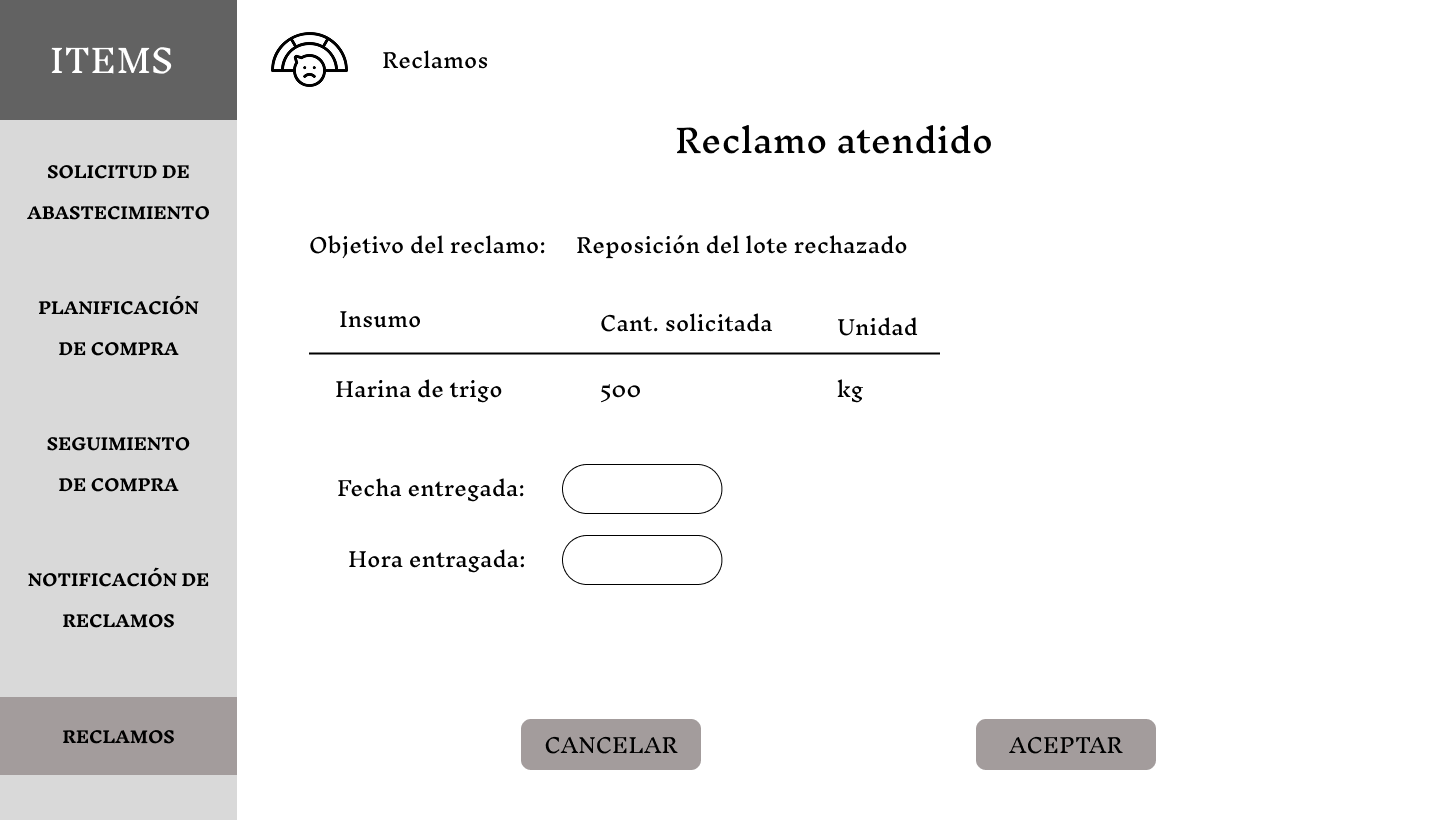 ITEMS
SOLICITUD DE
ABASTECIMIENTO
PLANIFICACIÓN
DE COMPRA
SEGUIMIENTO
DE COMPRA
NOTIFICACIÓN DE
RECLAMOS
RECLAMOS
Reclamos
Reclamo atendido
Objetivo del reclamo: Reposición del lote rechazado
Insumo Cant. solicitada Unidad
Harina de trigo 500 kg
Fecha entregada:
Hora entragada:
CANCELAR ACEPTAR